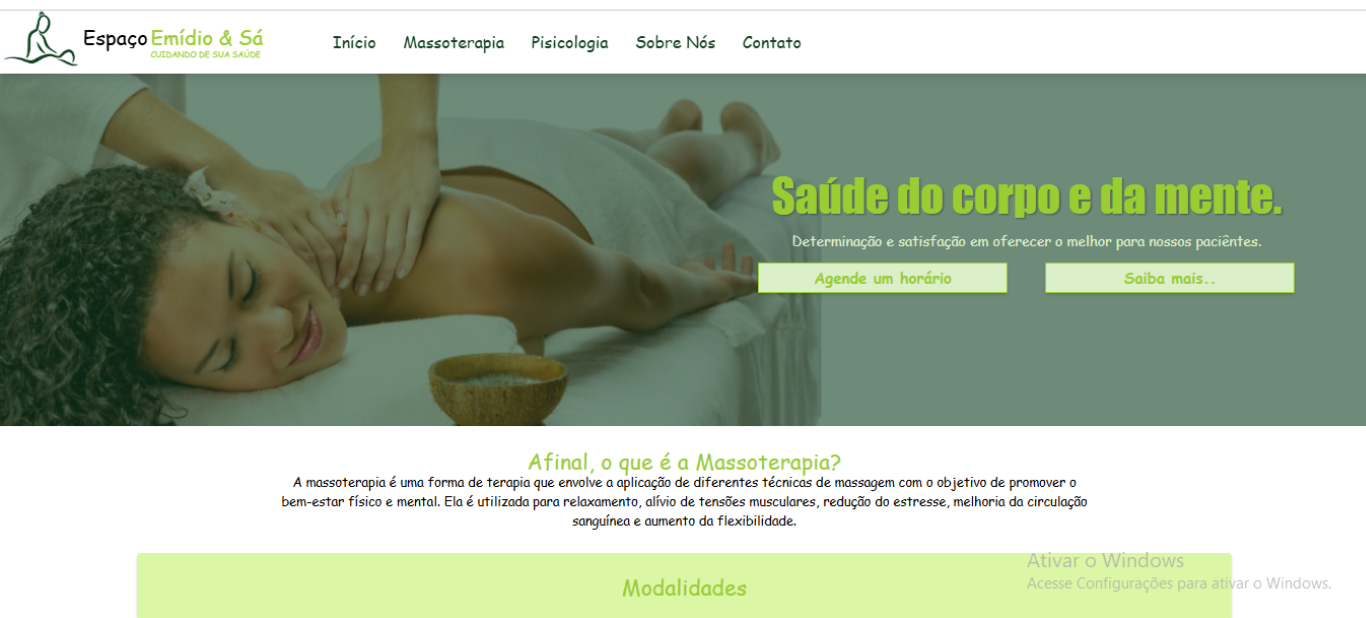 Espaço Emídio & Sá
CUIDANDO DE SUA SAÚDE
Início Massoterapia Pisicologia Sobre Nós Contato
Saúde do corpo e da mente.
Determinação e satisfação em oferecer o melhor para nossos paciêntes.
Agende um horário Saiba mais..
Afinal, o que é a Massoterapia?
A massoterapia é uma forma de terapia que envolve a aplicação de diferentes técnicas de massagem com o objetivo de promover o
bem-estar físico e mental. Ela é utilizada para relaxamento, alívio de tensões musculares, redução do estresse, melhoria da circulação
sanguínea e aumento da flexibilidade.
Modalidades
Ativar o Windows
Acesse Configurações para ativar o Windows.